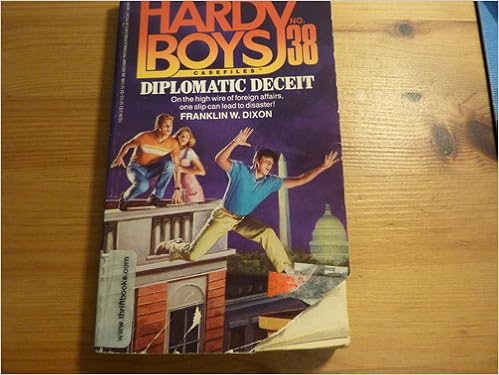 HARDY
BOYS
NO.
38
CASEFILES™
DIPLOMATIC DECEIT
On the high wire of foreign affairs,
one slip can lead to disaster!
FRANKLIN W. DIXON
www.thriftbooks.com